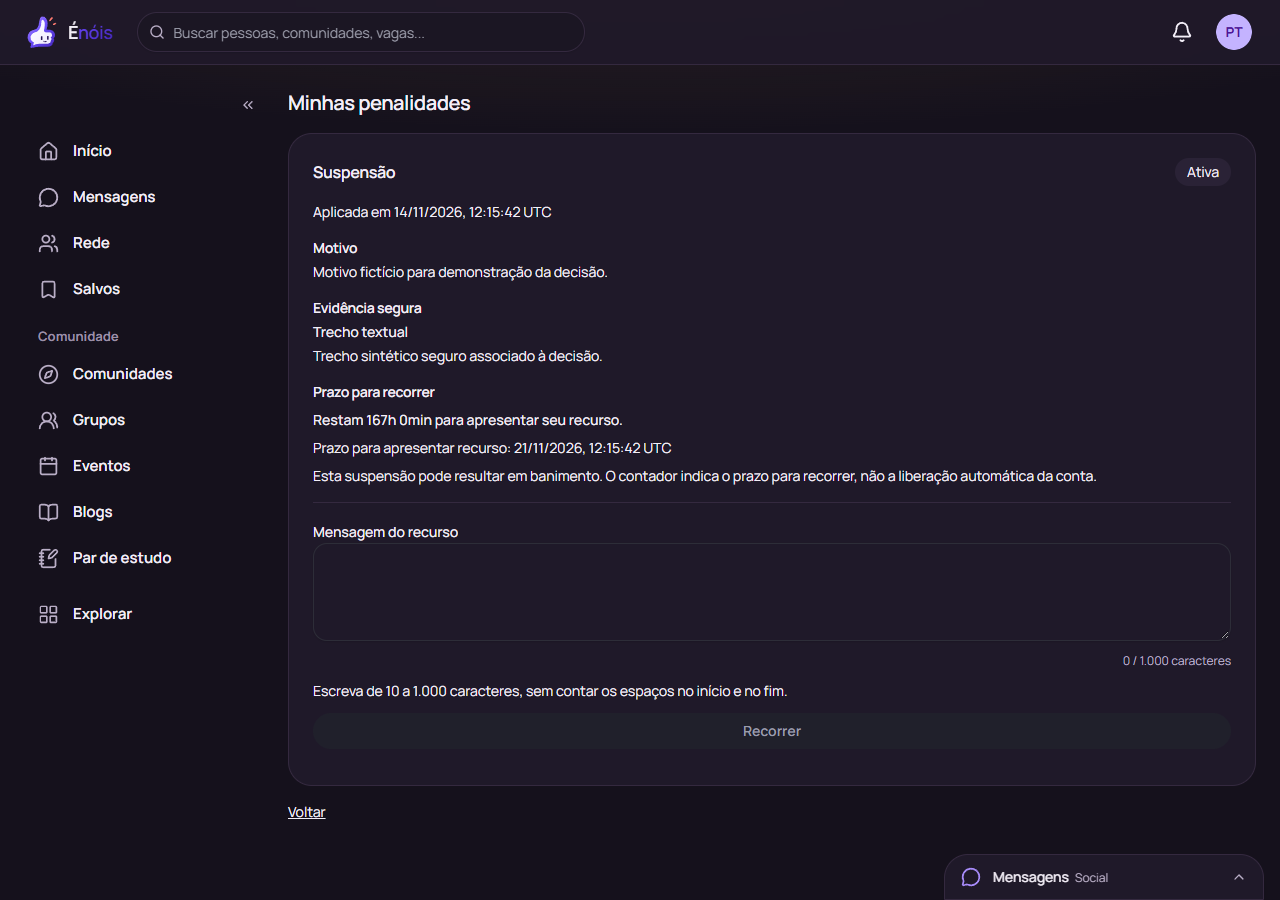 Énóis
Buscar pessoas, comunidades, vagas...
PT
Minhas penalidades
Início
Mensagens
Rede
Salvos
Comunidade
Comunidades
Grupos
Eventos
Blogs
Par de estudo
Explorar
Suspensão
Ativa
Aplicada em 14/11/2026, 12:15:42 UTC
Motivo
Motivo fictício para demonstração da decisão.
Evidência segura
Trecho textual
Trecho sintético seguro associado à decisão.
Prazo para recorrer
Restam 167h 0min para apresentar seu recurso.
Prazo para apresentar recurso: 21/11/2026, 12:15:42 UTC
Esta suspensão pode resultar em banimento. O contador indica o prazo para recorrer, não a liberação automática da conta.
Mensagem do recurso
0 / 1.000 caracteres
Escreva de 10 a 1.000 caracteres, sem contar os espaços no início e no fim.
Recorrer
Voltar
Mensagens Social